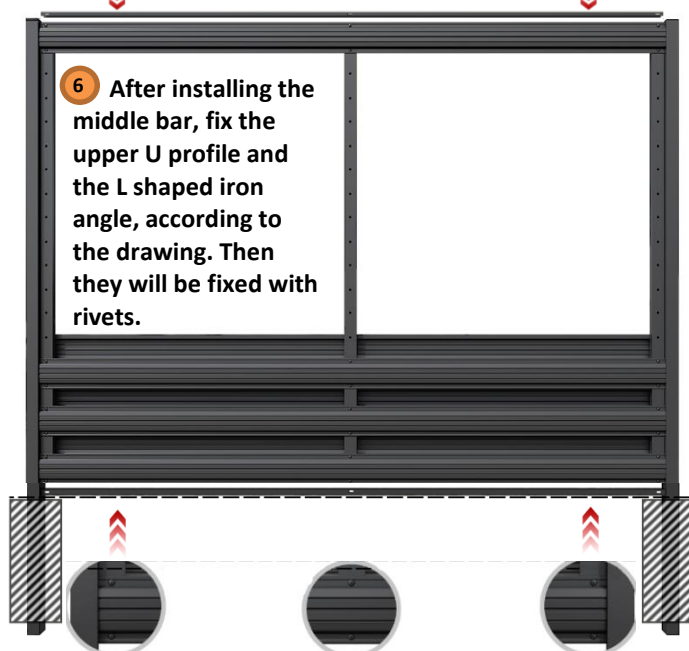 6 After installing the
middle bar, fix the
upper U profile and
the L shaped iron
angle, according to
the drawing. Then
they will be fixed with
rivets.